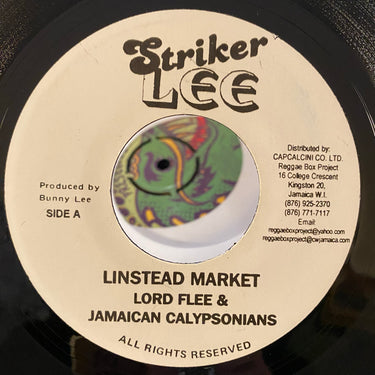 Striker
LEE
Distributed by:
CAPCALCINI CO. LTD.
Reggae Box Project
16 College Crescent
Kingston 20,
Jamaica W.I.
(876) 925-2370
(876) 771-7117
Email:
reggaeboxproject@yahoo.com
reggaeboxproject@cwjamaica.com
Produced by
Bunny Lee
SIDE A
LINSTEAD MARKET
LORD FLEE &
JAMAICAN CALYPSONIANS
ALL RIGHTS RESERVED